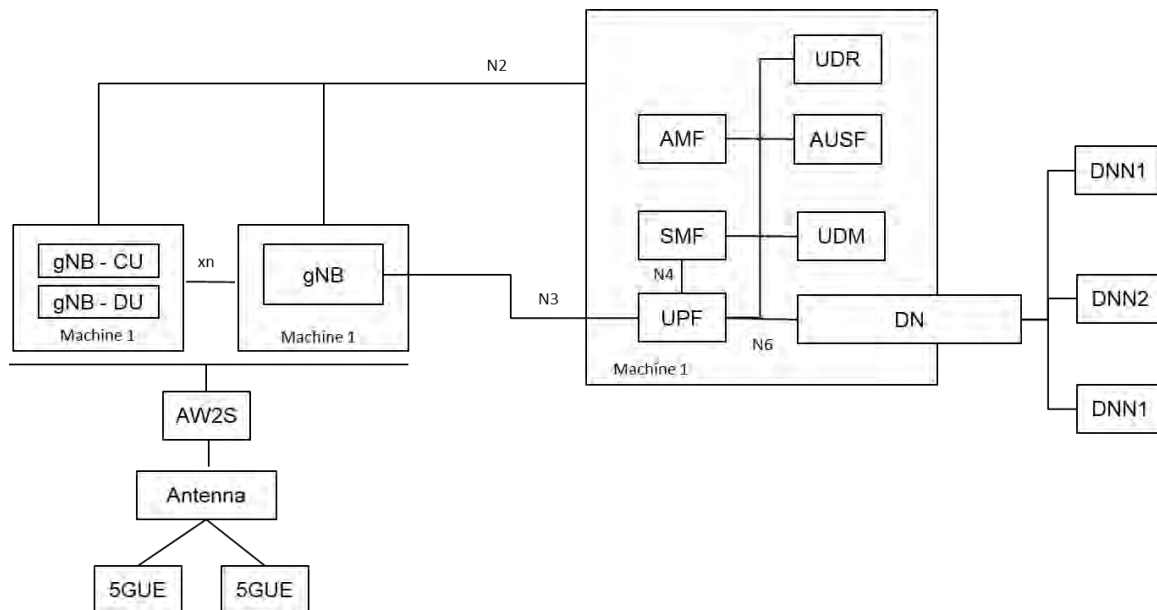 N2
UDR
AMF
AUSF
DNN1
gNB - CU
gNB - DU
Machine 1
xn
gNB
Machine 1
N3
SMF
UDM
N4
UPF
N6
DN
Machine 1
DNN2
DNN1
AW2S
Antenna
5GUE
5GUE